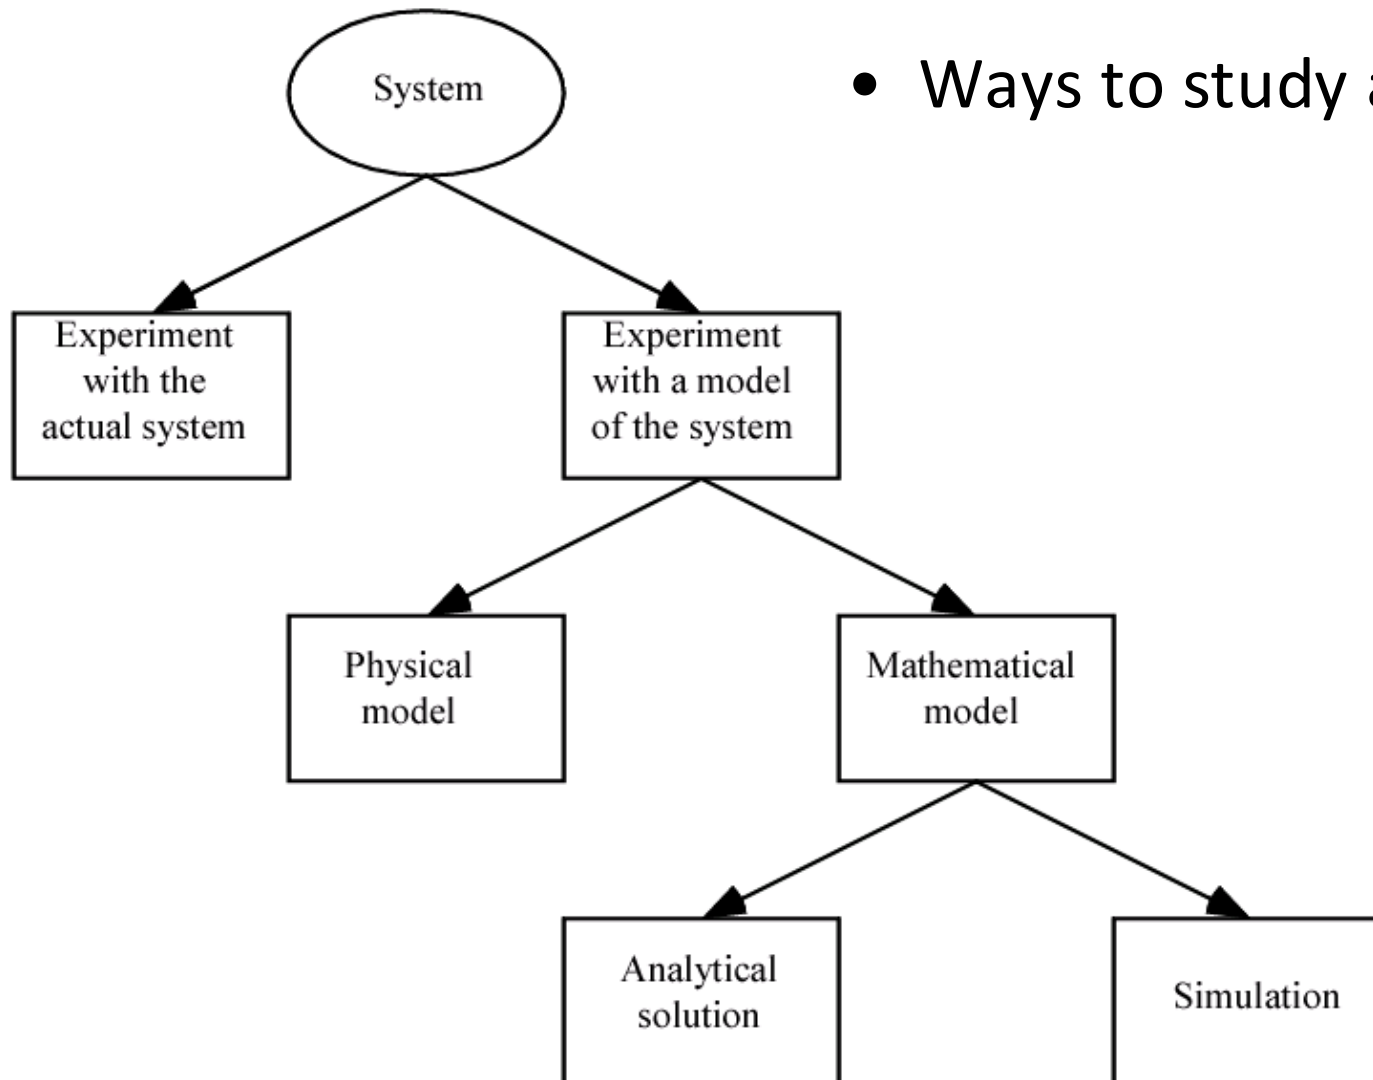 System
• Ways to study a
Experiment
with the
actual system
Experiment
with a model
of the system
Physical
model
Mathematical
model
Analytical
solution
Simulation